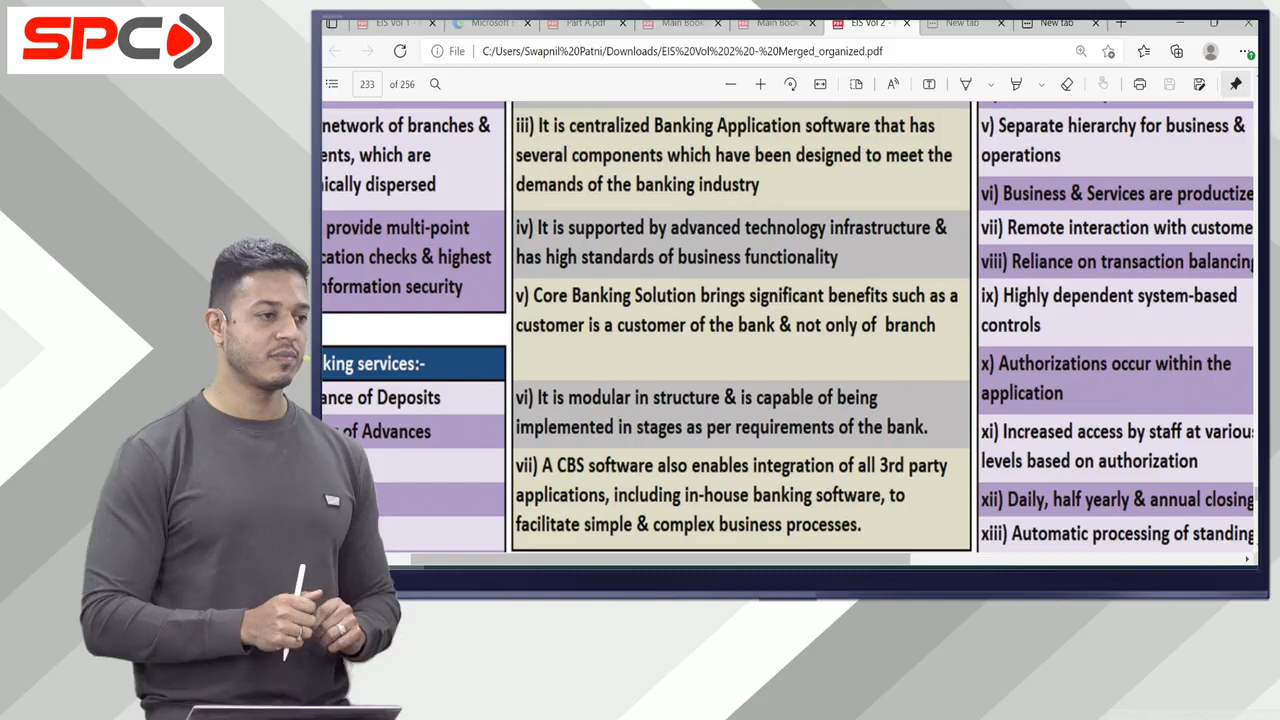 SPC
EIS Vol 1 -
Microsoft
Part A.pdf
Main Book
Main Book
EIS Vol 2 -
New tab
New tab
File C:/Users/Swapnil%20Patni/Downloads/EIS%20Vol%202%20-%20Merged_organized.pdf
233 of 256
network of branches &
ents, which are
ically dispersed
provide multi-point
cation checks & highest
nformation security
king services:-
ance of Deposits
of Advances
iii) It is centralized Banking Application software that has
several components which have been designed to meet the
demands of the banking industry
iv) It is supported by advanced technology infrastructure &
has high standards of business functionality
v) Core Banking Solution brings significant benefits such as a
customer is a customer of the bank & not only of branch
vi) It is modular in structure & is capable of being
implemented in stages as per requirements of the bank.
vii) A CBS software also enables integration of all 3rd party
applications, including in-house banking software, to
facilitate simple & complex business processes.
v) Separate hierarchy for business &
operations
vi) Business & Services are productize
vii) Remote interaction with custome
viii) Reliance on transaction balancing
ix) Highly dependent system-based
controls
x) Authorizations occur within the
application
xi) Increased access by staff at variou
levels based on authorization
xii) Daily, half yearly & annual closing
xiii) Automatic processing of standing